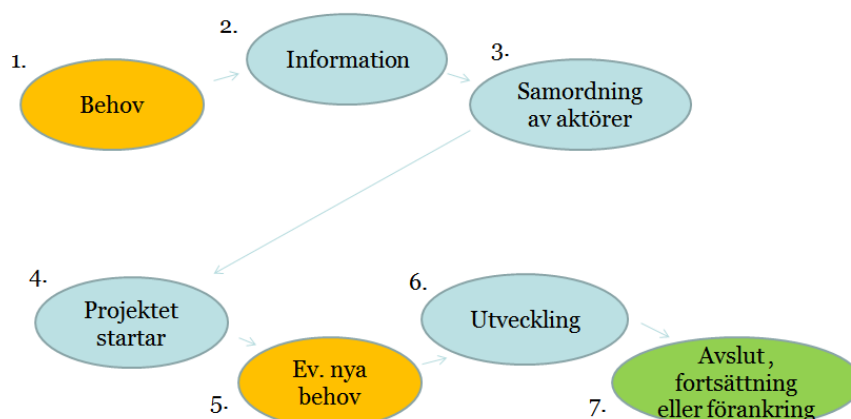 1.
Behov
2.
Information
3.
Samordning
av aktörer
4.
Projektet
startar
5.
Ev. nya
behov
6.
Utveckling
7.
Avslut ,
fortsättning
eller förankring